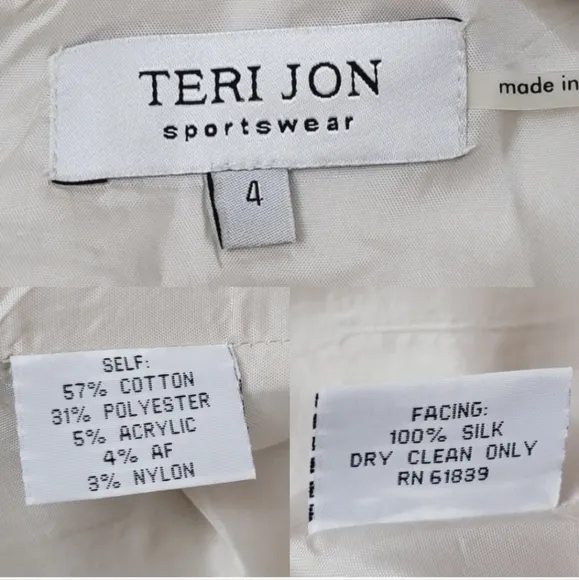 TERI JON
sportswear
made in
4
SELF:
57% COTTON
31% POLYESTER
5% ACRYLIC
4% AF
3% NYLON
FACING:
100% SILK
DRY CLEAN ONLY
RN 61839